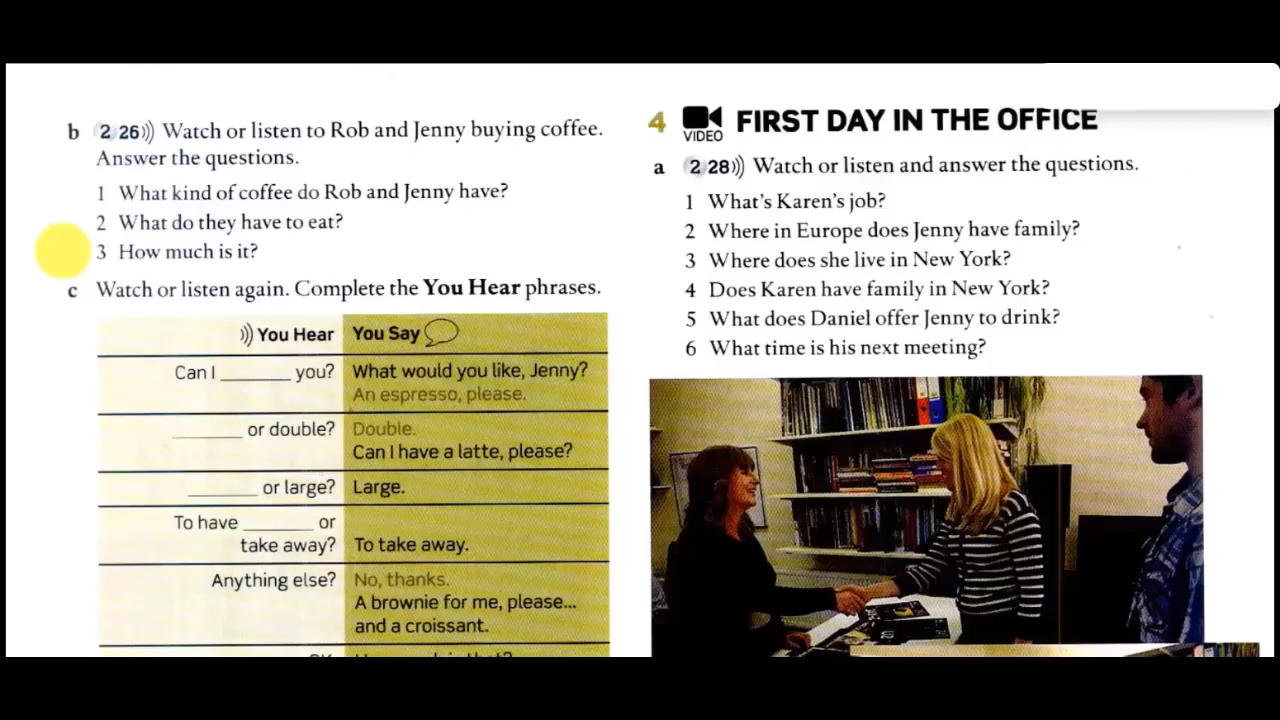 b 2 26 Watch or listen to Rob and Jenny buying coffee.
Answer the questions.
1 What kind of coffee do Rob and Jenny have?
2 What do they have to eat?
3 How much is it?
c Watch or listen again. Complete the You Hear phrases.
You Hear You Say
Can I ________ you? What would you like, Jenny?
An espresso, please.
________ or double? Double.
Can I have a latte, please?
________ or large? Large.
To have ________ or
take away? To take away.
Anything else? No, thanks.
A brownie for me, please...
and a croissant.
4 VIDEO FIRST DAY IN THE OFFICE
a 2 28 Watch or listen and answer the questions.
1 What's Karen's job?
2 Where in Europe does Jenny have family?
3 Where does she live in New York?
4 Does Karen have family in New York?
5 What does Daniel offer Jenny to drink?
6 What time is his next meeting?